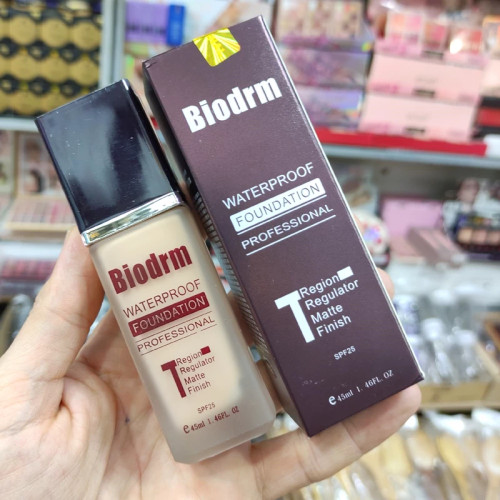 Biodrm
WATERPROOF
FOUNDATION
PROFESSIONAL
T Region
Regulator
Matte
Finish
SPF25
e 45ml 1.46FL. OZ
Biodrm
WATERPROOF
FOUNDATION
PROFESSIONAL
T Region
Regulator
Matte
Finish
SPF25
e 45ml 1.46FL. OZ